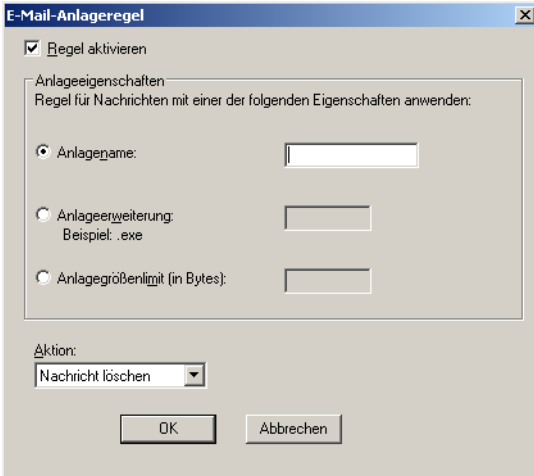 E-Mail-Anlageregel
Regel aktivieren
Anlageeigenschaften
Regel für Nachrichten mit einer der folgenden Eigenschaften anwenden:
Anlagename:
Anlageerweiterung:
Beispiel: .exe
Anlagegrößenlimit (in Bytes):
Aktion:
Nachricht löschen
OK Abbrechen